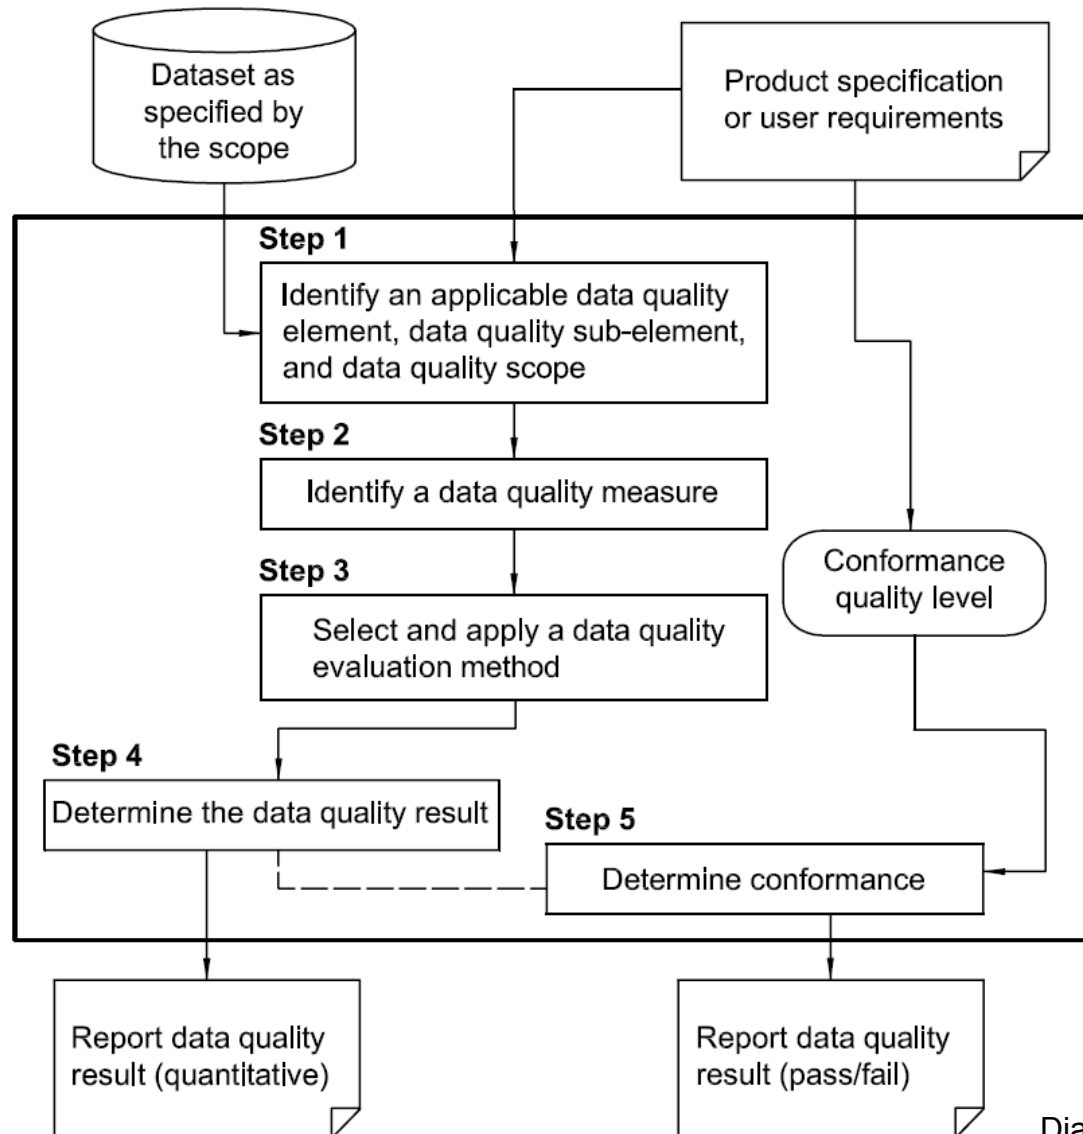 Dataset as
specified by
the scope
Product specification
or user requirements
Step 1
Identify an applicable data quality
element, data quality sub-element,
and data quality scope
Step 2
Identify a data quality measure
Step 3
Select and apply a data quality
evaluation method
Conformance
quality level
Step 4
Determine the data quality result
Step 5
Determine conformance
Report data quality
result (quantitative)
Report data quality
result (pass/fail)